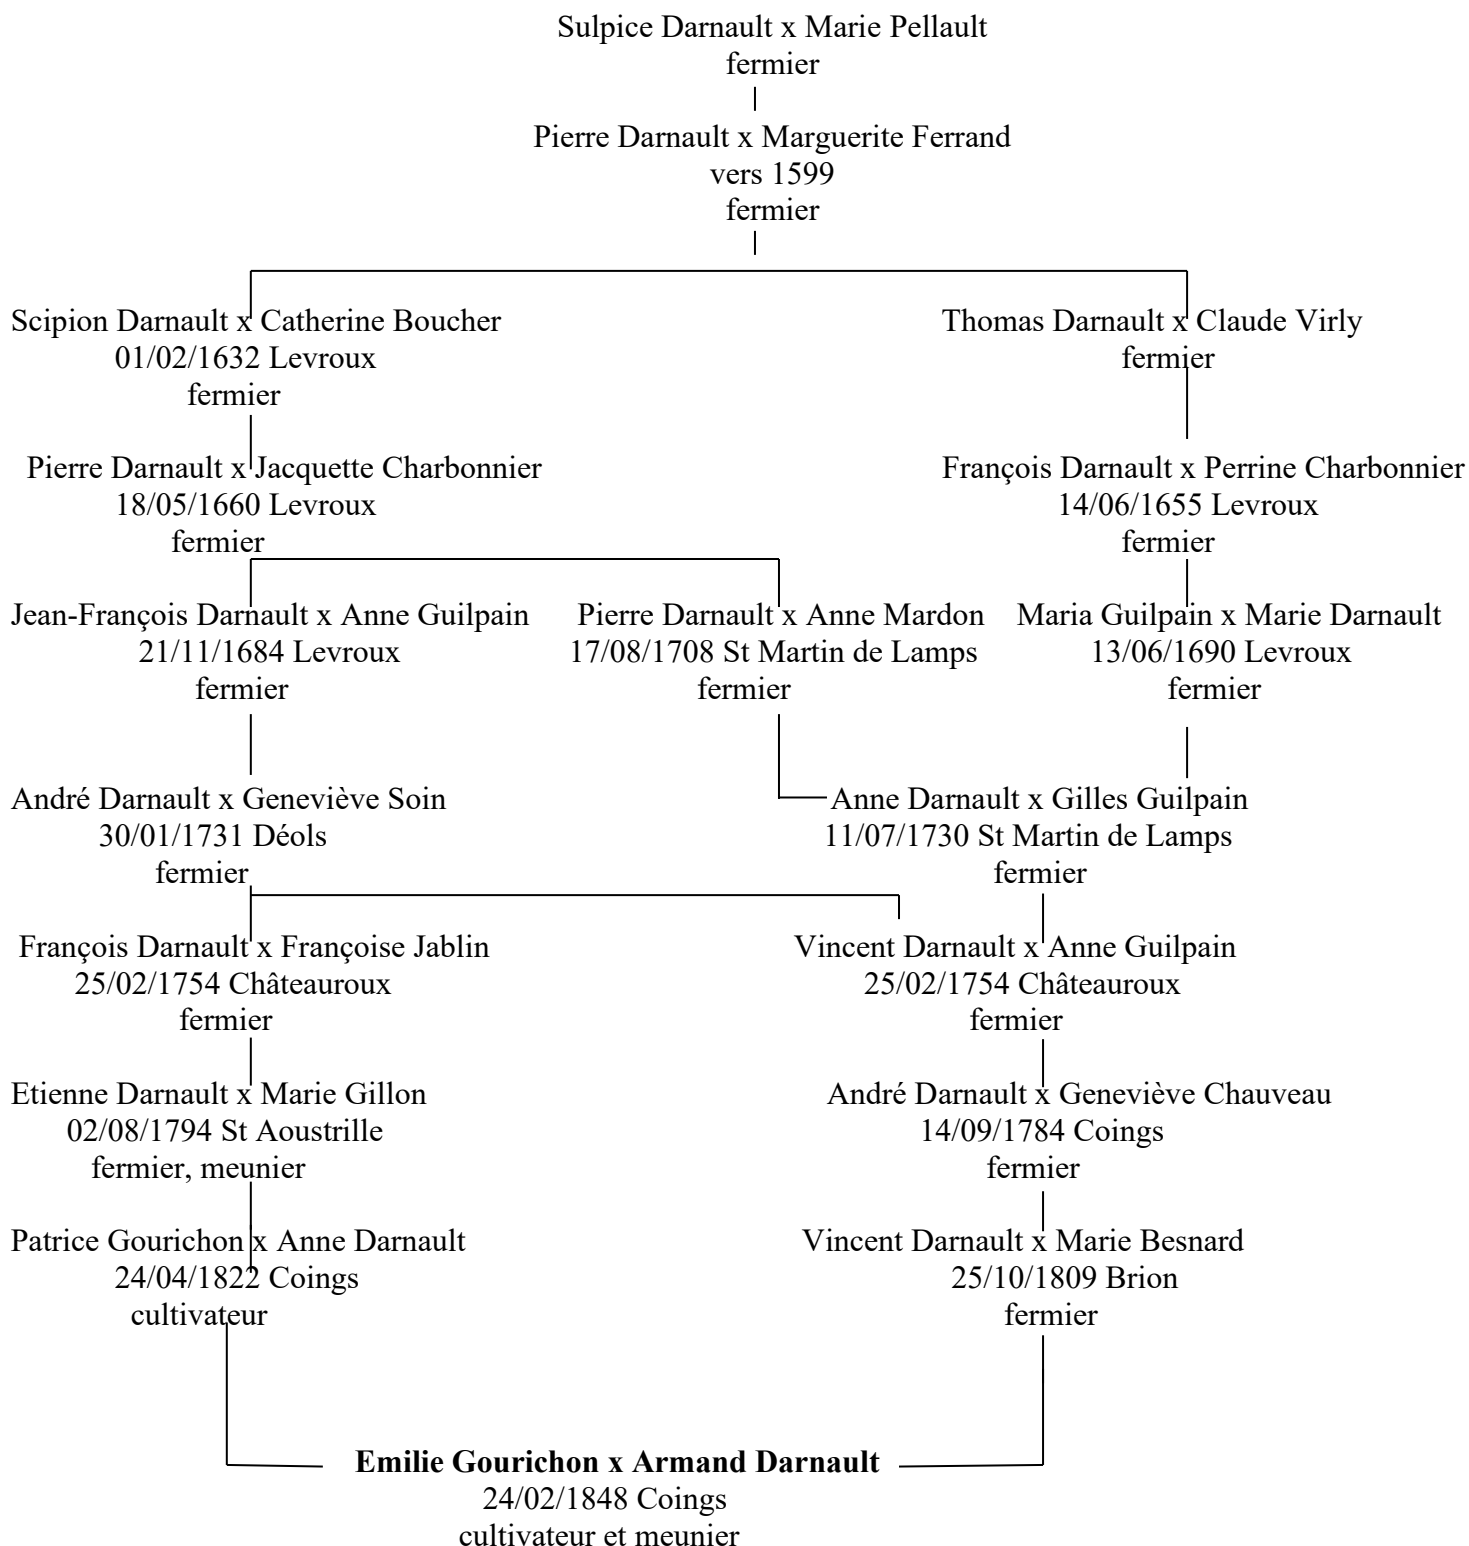 Sulpice Darnault x Marie Pellault
fermier
Pierre Darnault x Marguerite Ferrand
vers 1599
fermier
Scipion Darnault x Catherine Boucher
01/02/1632 Levroux
fermier
Thomas Darnault x Claude Virly
fermier
Pierre Darnault x Jacquette Charbonnier
18/05/1660 Levroux
fermier
François Darnault x Perrine Charbonnier
14/06/1655 Levroux
fermier
Jean-François Darnault x Anne Guilpain
21/11/1684 Levroux
fermier
Pierre Darnault x Anne Mardon
17/08/1708 St Martin de Lamps
fermier
Maria Guilpain x Marie Darnault
13/06/1690 Levroux
fermier
André Darnault x Geneviève Soin
30/01/1731 Déols
fermier
Anne Darnault x Gilles Guilpain
11/07/1730 St Martin de Lamps
fermier
François Darnault x Françoise Jablin
25/02/1754 Châteauroux
fermier
Vincent Darnault x Anne Guilpain
25/02/1754 Châteauroux
fermier
Etienne Darnault x Marie Gillon
02/08/1794 St Aoustrille
fermier, meunier
André Darnault x Geneviève Chauveau
14/09/1784 Coings
fermier
Patrice Gourichon x Anne Darnault
24/04/1822 Coings
cultivateur
Vincent Darnault x Marie Besnard
25/10/1809 Brion
fermier
Emilie Gourichon x Armand Darnault
24/02/1848 Coings
cultivateur et meunier